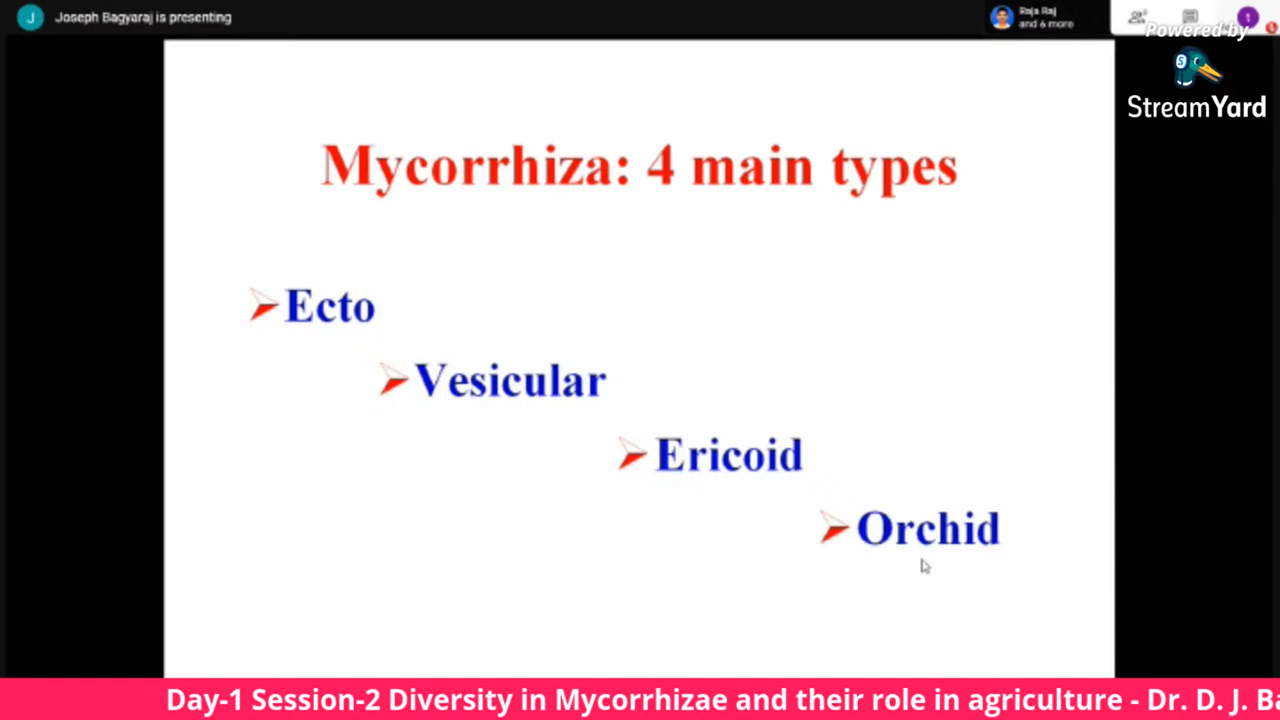 J
Joseph Bagyaraj is presenting
Raja Raj
and 6 more
t
Powered by
S
StreamYard
Mycorrhiza: 4 main types
Ecto
Vesicular
Ericoid
Orchid
Day-1 Session-2 Diversity in Mycorrhizae and their role in agriculture - Dr. D. J. Ba